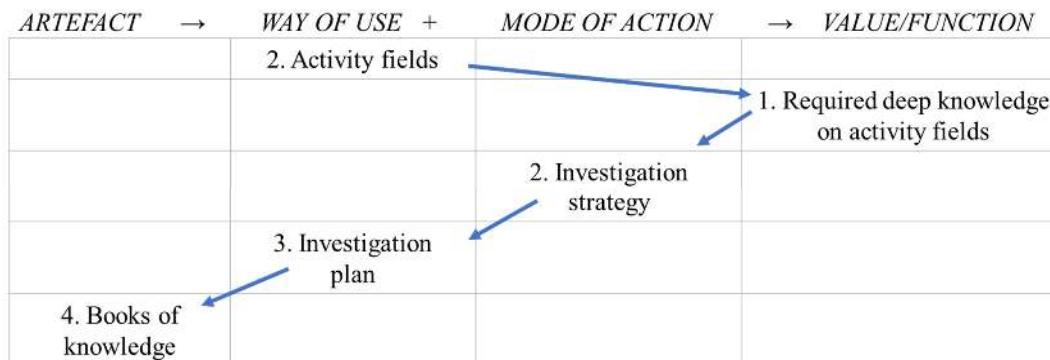 ARTEFACT → WAY OF USE + MODE OF ACTION → VALUE/FUNCTION
2. Activity fields
1. Required deep knowledge
on activity fields
2. Investigation
strategy
3. Investigation
plan
4. Books of
knowledge